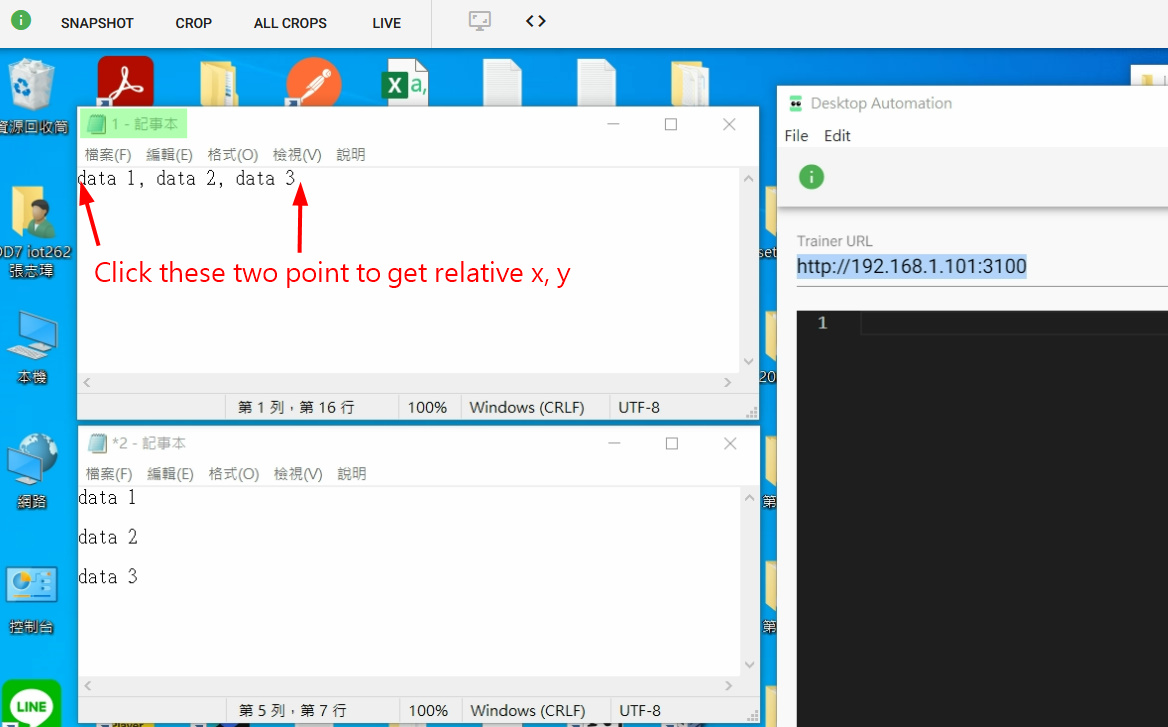 SNAPSHOT CROP ALL CROPS LIVE
資源回收筒
1 - 記事本
檔案(F) 編輯(E) 格式(O) 檢視(V) 說明
data 1, data 2, data 3
Click these two point to get relative x, y
第 1 列，第 16 行 100% Windows (CRLF) UTF-8
*2 - 記事本
檔案(F) 編輯(E) 格式(O) 檢視(V) 說明
data 1
data 2
data 3
第 5 列，第 7 行 100% Windows (CRLF) UTF-8
Desktop Automation
File Edit
Trainer URL
http://192.168.1.101:3100
1
iot262
張志瑋
本機
網路
控制台
LINE
set
20
第
第